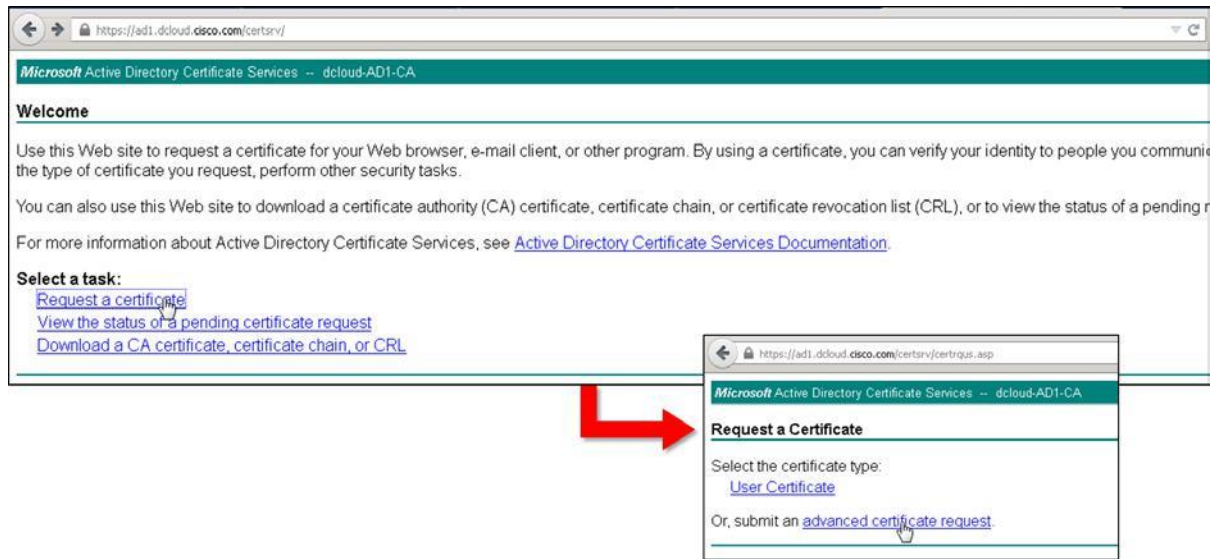 https://ad1.dcloud.cisco.com/certsrv/
Microsoft Active Directory Certificate Services -- dcloud-AD1-CA
Welcome
Use this Web site to request a certificate for your Web browser, e-mail client, or other program. By using a certificate, you can verify your identity to people you communi
the type of certificate you request, perform other security tasks.
You can also use this Web site to download a certificate authority (CA) certificate, certificate chain, or certificate revocation list (CRL), or to view the status of a pending r
For more information about Active Directory Certificate Services, see Active Directory Certificate Services Documentation.
Select a task:
Request a certificate
View the status of a pending certificate request
Download a CA certificate, certificate chain, or CRL
https://ad1.dcloud.cisco.com/certsrv/certrqus.asp
Microsoft Active Directory Certificate Services -- dcloud-AD1-CA
Request a Certificate
Select the certificate type:
User Certificate
Or, submit an advanced certificate request.